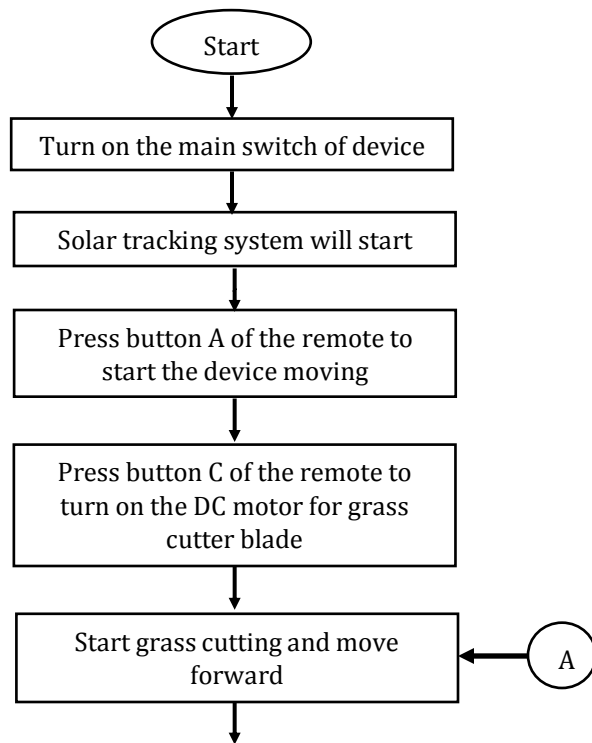 Start
Turn on the main switch of device
Solar tracking system will start
Press button A of the remote to
start the device moving
Press button C of the remote to
turn on the DC motor for grass
cutter blade
Start grass cutting and move
forward
A